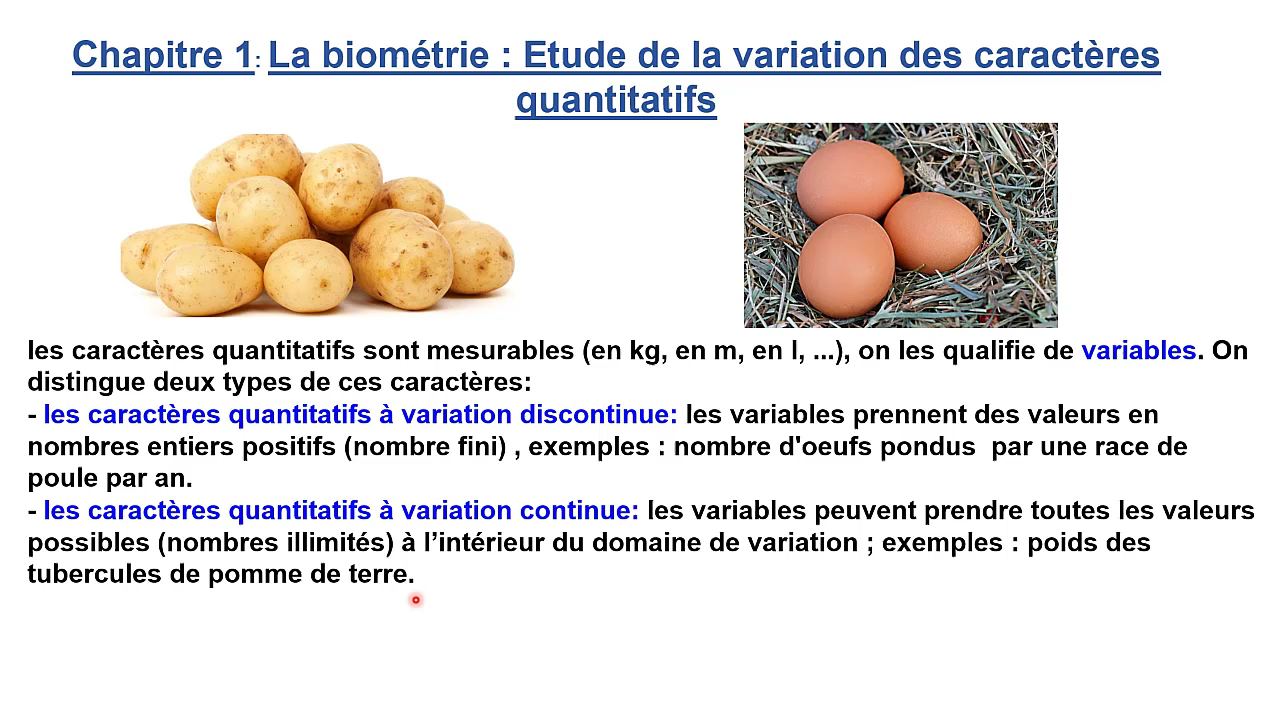 Chapitre 1: La biométrie : Etude de la variation des caractères
quantitatifs
les caractères quantitatifs sont mesurables (en kg, en m, en l, ...), on les qualifie de variables. On
distingue deux types de ces caractères:
- les caractères quantitatifs à variation discontinue: les variables prennent des valeurs en
nombres entiers positifs (nombre fini) , exemples : nombre d'oeufs pondus  par une race de
poule par an.
- les caractères quantitatifs à variation continue: les variables peuvent prendre toutes les valeurs
possibles (nombres illimités) à l’intérieur du domaine de variation ; exemples : poids des
tubercules de pomme de terre.